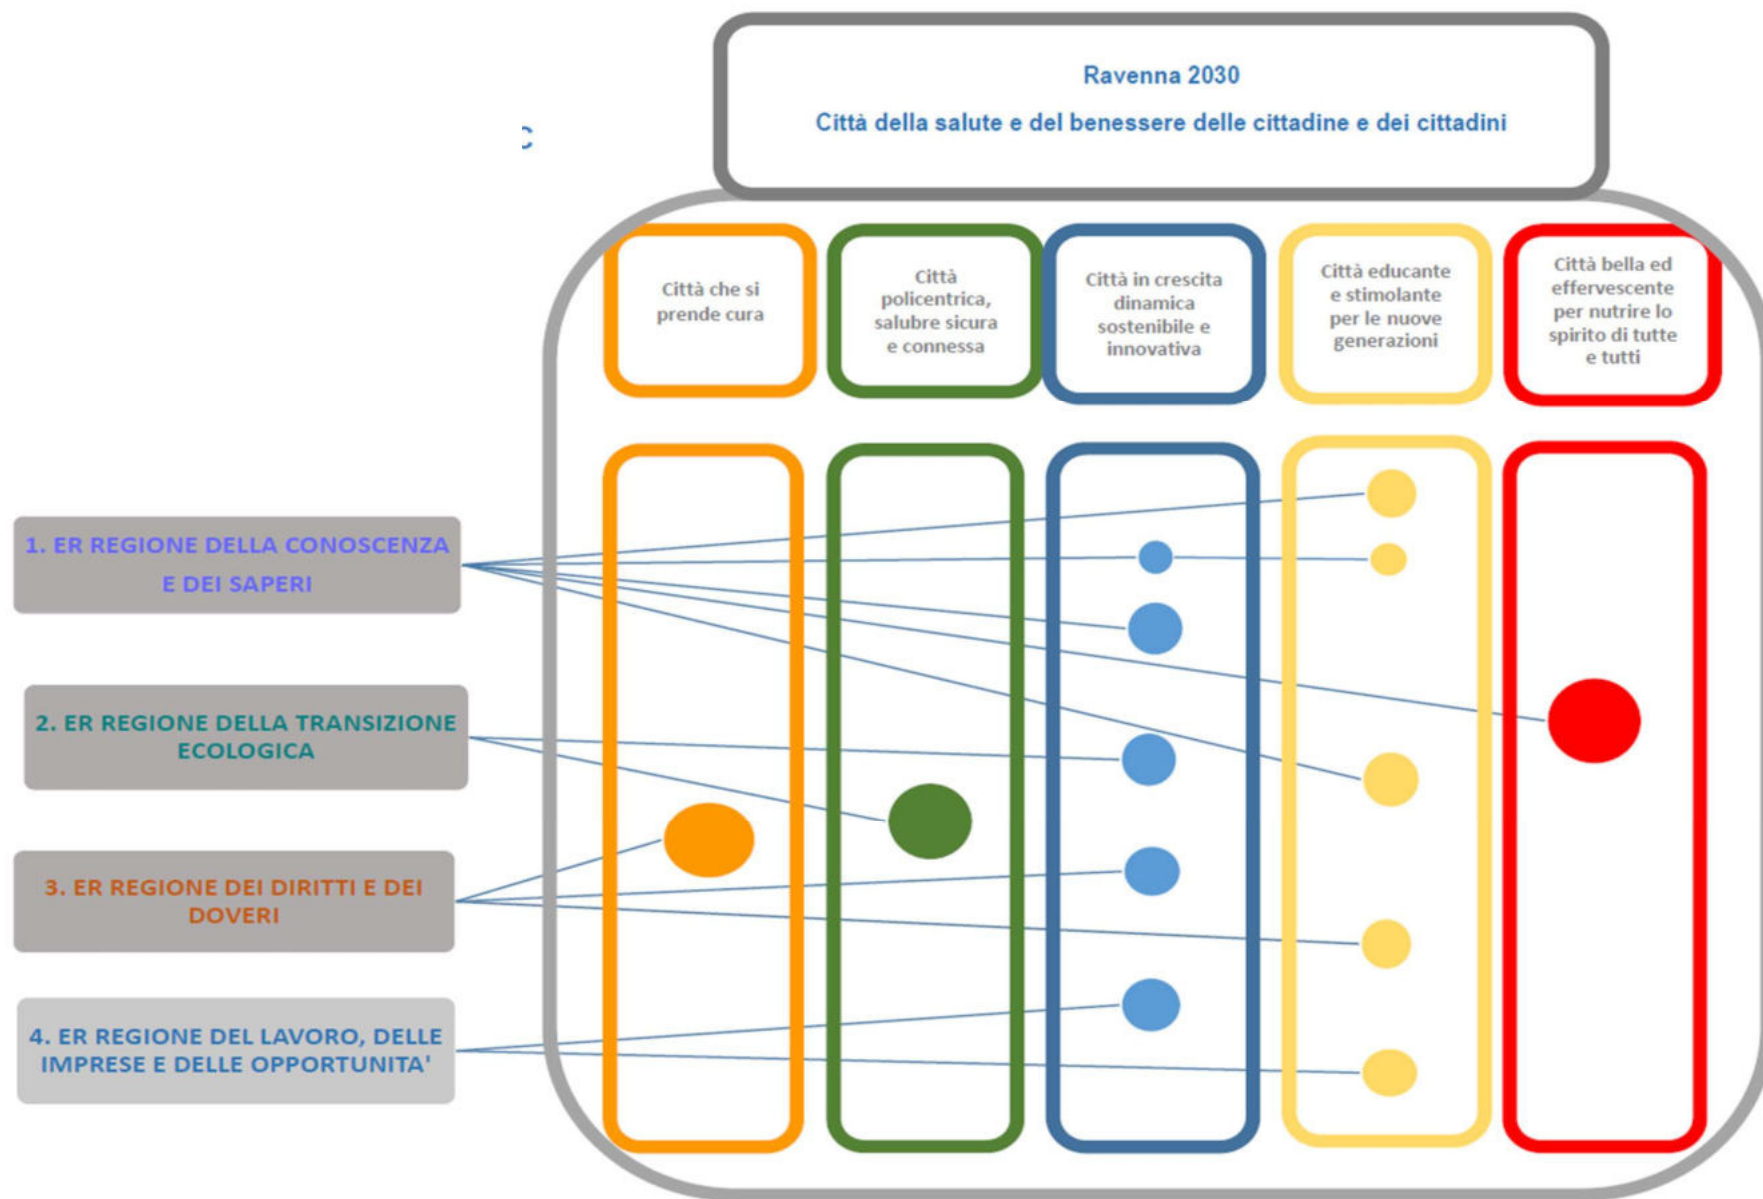 Ravenna 2030
Città della salute e del benessere delle cittadine e dei cittadini
Città che si
prende cura
Città
policentrica,
salubre sicura
e connessa
Città in crescita
dinamica
sostenibile e
innovativa
Città educante
e stimolante
per le nuove
generazioni
Città bella ed
effervescente
per nutrire lo
spirito di tutte
e tutti
1. ER REGIONE DELLA CONOSCENZA
E DEI SAPERI
2. ER REGIONE DELLA TRANSIZIONE
ECOLOGICA
3. ER REGIONE DEI DIRITTI E DEI
DOVERI
4. ER REGIONE DEL LAVORO, DELLE
IMPRESE E DELLE OPPORTUNITA'